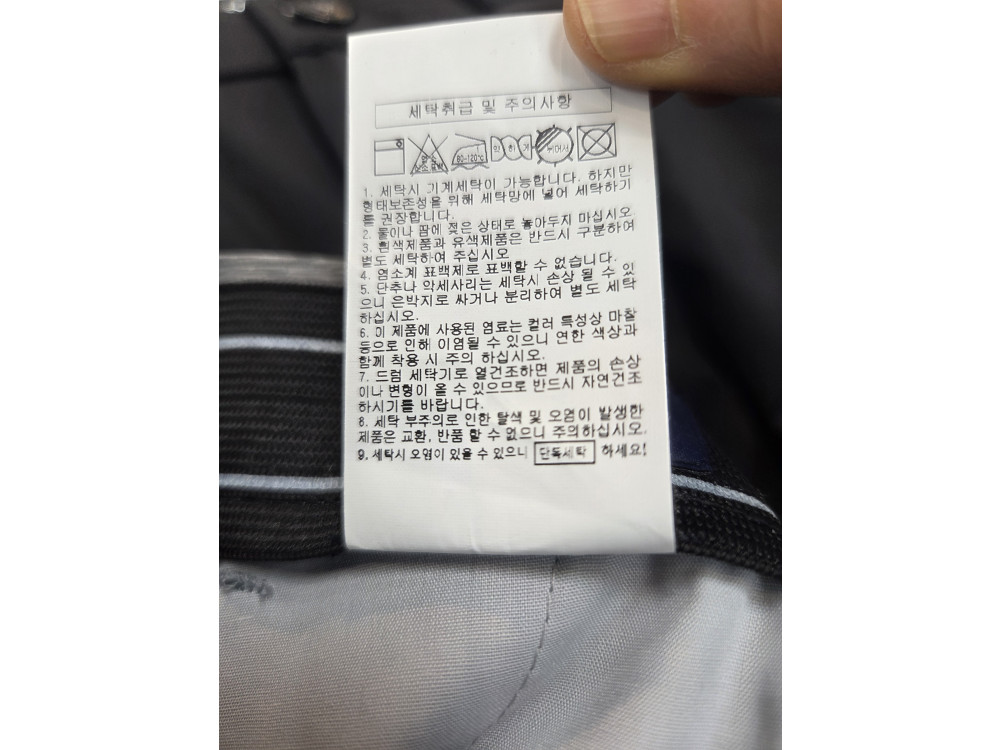 세탁취급 및 주의사항
80~120℃
약하게
뉘어서
1. 세탁시 기계세탁이 가능합니다. 하지만
형태보존성을 위해 세탁망에 넣어 세탁하기
를 권장합니다.
2. 물이나 땀에 젖은 상태로 놓아두지 마십시오
3. 흰색제품과 유색제품은 반드시 구분하여
별도 세탁하여 주십시오
4. 염소계 표백제로 표백할 수 없습니다.
5. 단추나 악세사리는 세탁시 손상 될 수 있
으니 은박지로 싸거나 분리하여 별도 세탁
하십시오.
6. 이 제품에 사용된 염료는 컬러 특성상 마찰
등으로 인해 이염될 수 있으니 연한 색상과
함께 착용 시 주의 하십시오.
7. 드럼 세탁기로 열건조하면 제품의 손상
이나 변형이 올 수 있으므로 반드시 자연건조
하시기를 바랍니다.
8. 세탁 부주의로 인한 탈색 및 오염이 발생한
제품은 교환, 반품 할 수 없으니 주의하십시오.
9. 세탁시 오염이 있을 수 있으니 단독세탁 하세요!